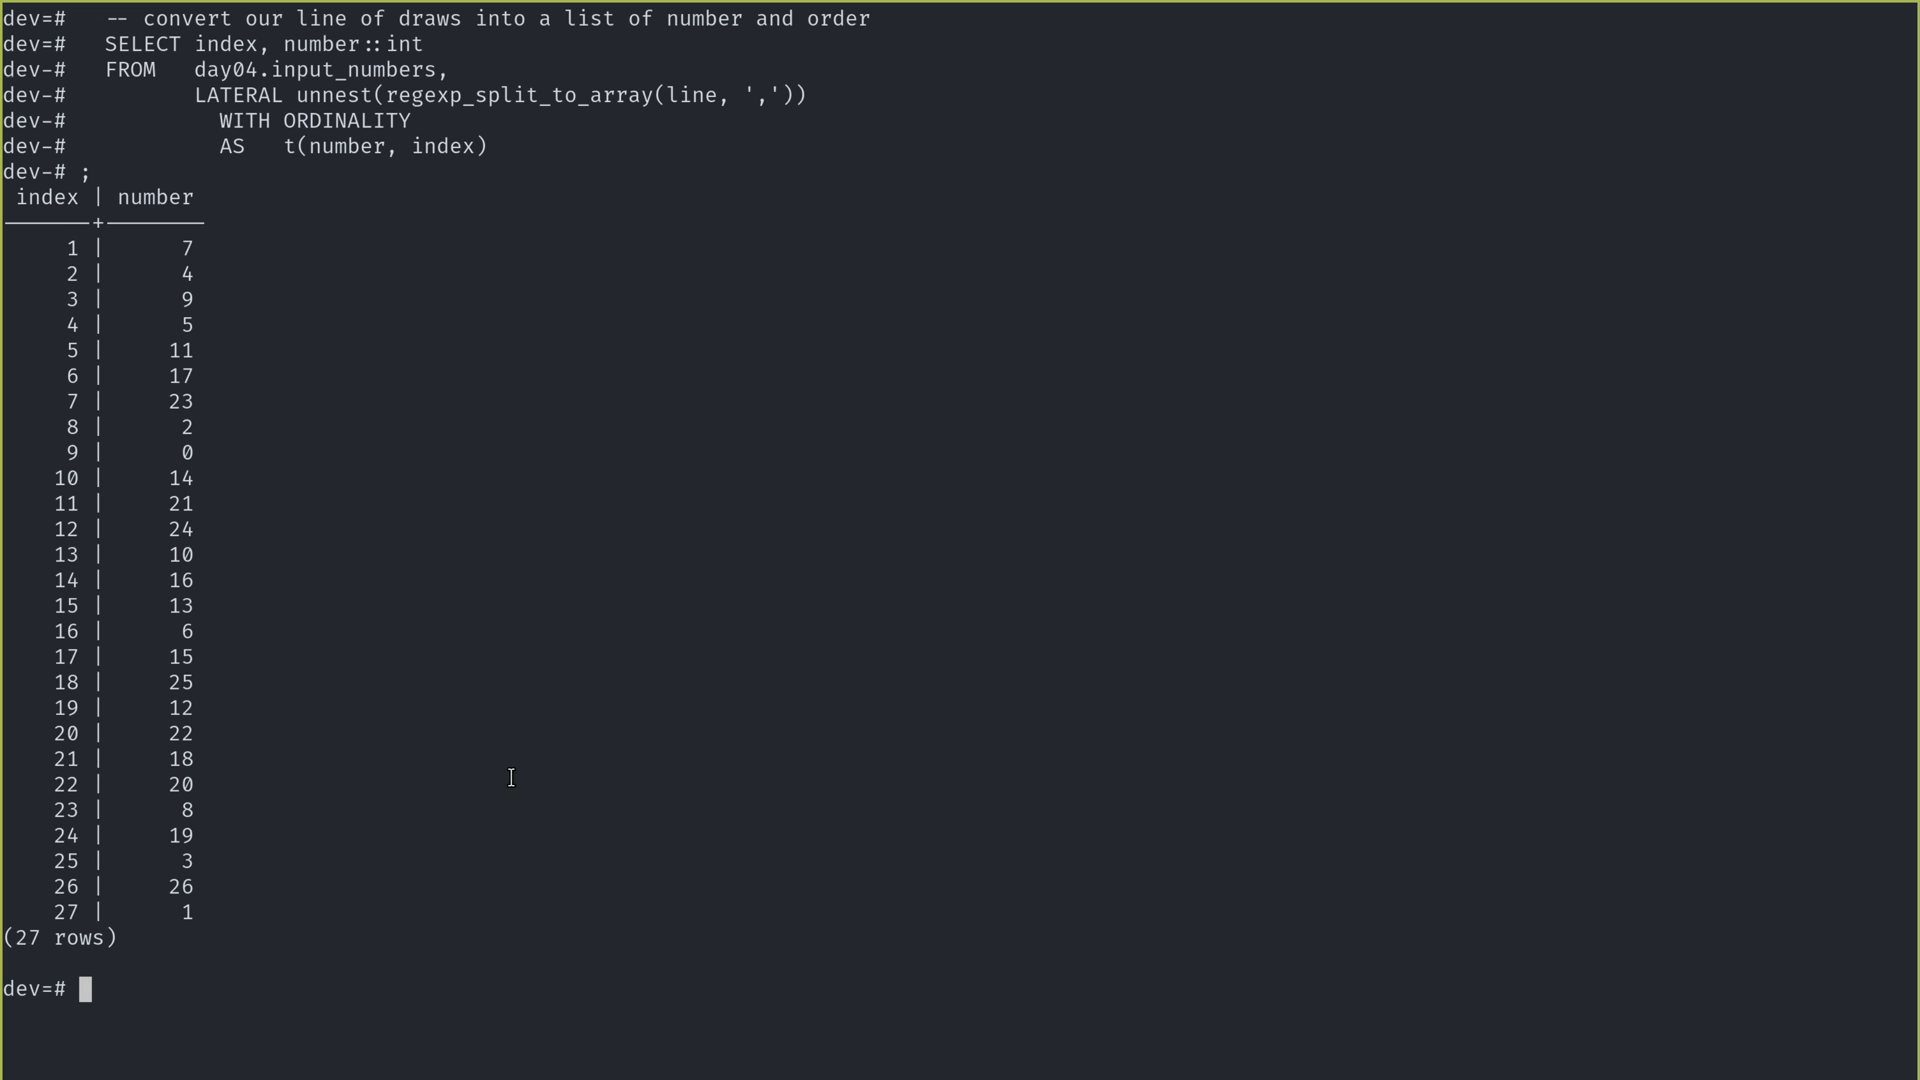 dev=#   -- convert our line of draws into a list of number and order
dev=#   SELECT index, number::int
dev-#   FROM   day04.input_numbers,
dev-#          LATERAL unnest(regexp_split_to_array(line, ','))
dev-#            WITH ORDINALITY
dev-#            AS   t(number, index)
dev-# ;
 index | number
-------+--------
     1 |      7
     2 |      4
     3 |      9
     4 |      5
     5 |     11
     6 |     17
     7 |     23
     8 |      2
     9 |      0
    10 |     14
    11 |     21
    12 |     24
    13 |     10
    14 |     16
    15 |     13
    16 |      6
    17 |     15
    18 |     25
    19 |     12
    20 |     22
    21 |     18
    22 |     20
    23 |      8
    24 |     19
    25 |      3
    26 |     26
    27 |      1
(27 rows)
dev=#